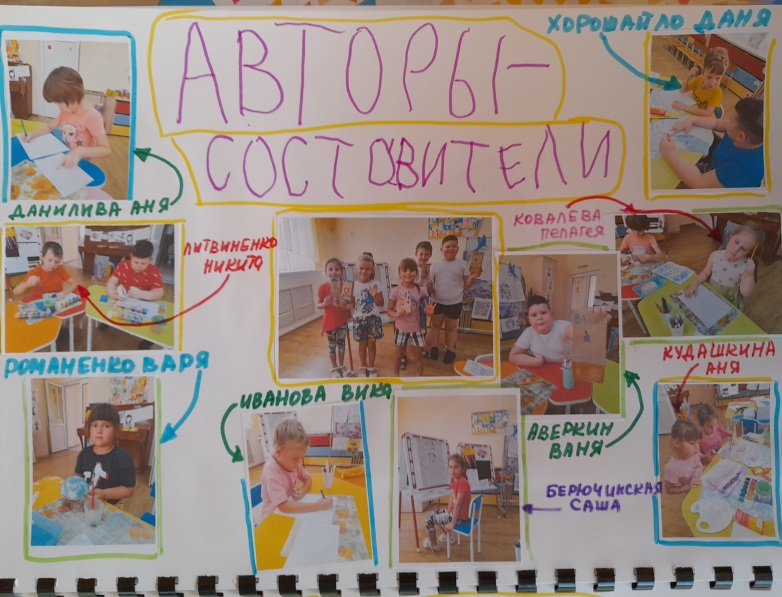 АВТОРЫ-
СОСТАВИТЕЛИ
ХОРОШАЙЛО ДАНЯ
ДАНИЛИВА АНЯ
ЛИТВИНЕНКО
НИКИТА
КОВАЛЕВА
ПЕЛАГЕЯ
РОМАНЕНКО ВАРЯ
ИВАНОВА ВИКА
АВЕРКИН
ВАНЯ
КУДАШКИНА
АНЯ
БЕРЮЧИНСКАЯ
САША